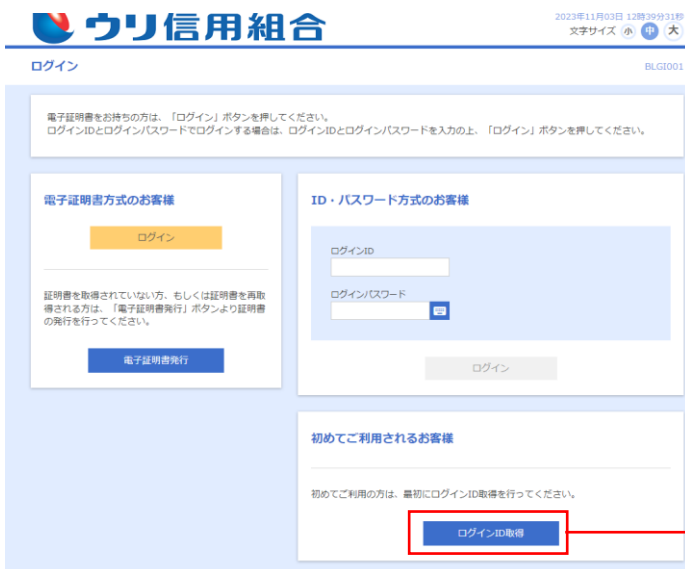 ウリ信用組合
2023年11月03日 12時39分31秒
文字サイズ 小 中 大
ログイン
BLGI001
電子証明書をお持ちの方は、「ログイン」ボタンを押してください。
ログインIDとログインパスワードでログインする場合は、ログインIDとログインパスワードを入力の上、「ログイン」ボタンを押してください。
電子証明書方式のお客様
ログイン
証明書を取得されていない方、もしくは証明書を再取
得される方は、「電子証明書発行」ボタンより証明書
の発行を行ってください。
電子証明書発行
ID・パスワード方式のお客様
ログインID
ログインパスワード
ログイン
初めてご利用されるお客様
初めてご利用の方は、最初にログインID取得を行ってください。
ログインID取得